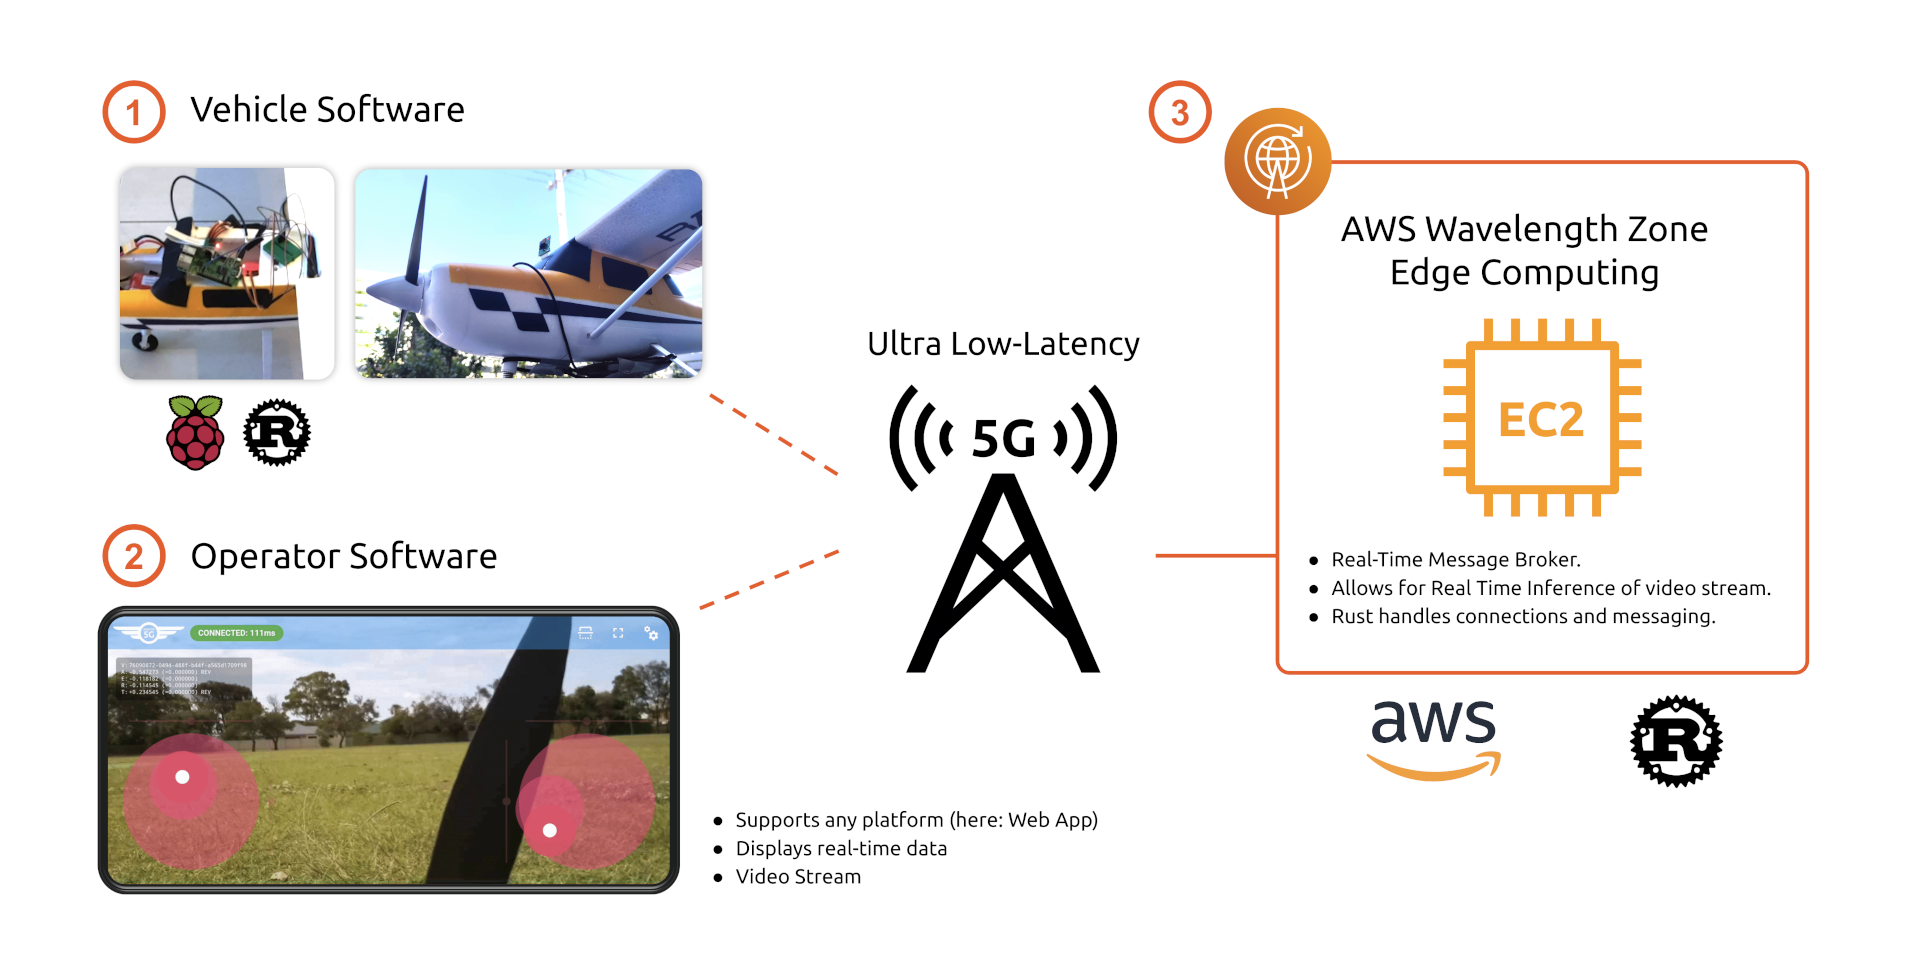 1
Vehicle Software
2
Operator Software
5G
CONNECTED: 111ms
Supports any platform (here: Web App)
Displays real-time data
Video Stream
Ultra Low-Latency
5G
3
AWS Wavelength Zone
Edge Computing
EC2
Real-Time Message Broker.
Allows for Real Time Inference of video stream.
Rust handles connections and messaging.
aws
R
R